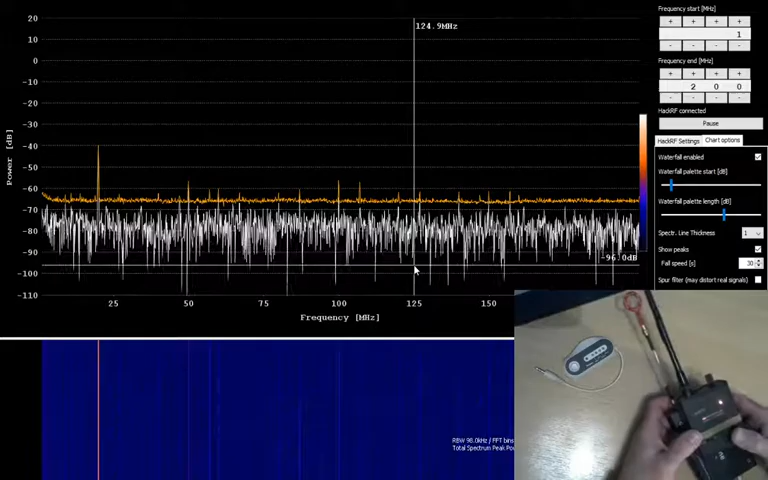 20
10
0
-10
-20
-30
-40
-50
-60
-70
-80
-90
-100
-110
Power [dB]
124.9MHz
-96.0dB
25
50
75
100
125
150
Frequency [MHz]
RBW 98.0kHz / FFT bins
Total Spectrum Peak Po
Frequency start [MHz]
+ + + +
1
- - - -
Frequency end [MHz]
+ + + +
2 0 0
- - - -
HackRF connected
Pause
HackRF Settings
Chart options
Waterfall enabled
Waterfall palette start [dB]
Waterfall palette length [dB]
Spectr. Line Thickness
1
Show peaks
Fall speed [s]
30
Spur filter (may distort real signals)